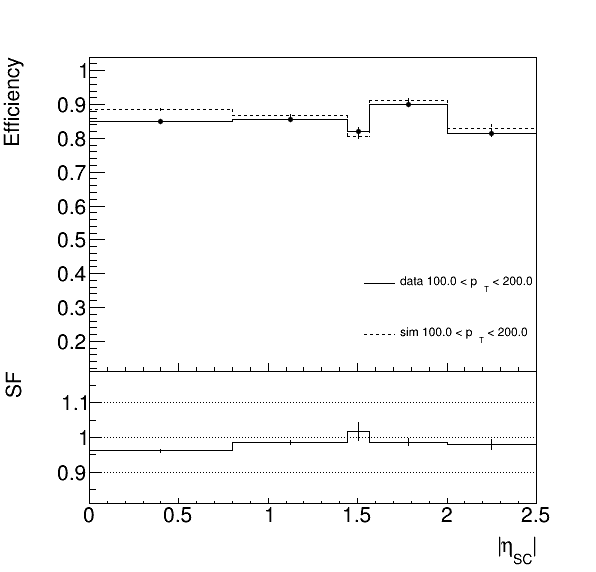 Efficiency
1
0.9
0.8
0.7
0.6
0.5
0.4
0.3
0.2
data 100.0 < p_T < 200.0
sim 100.0 < p_T < 200.0
SF
1.1
1
0.9
0 0.5 1 1.5 2 2.5
|η_SC|